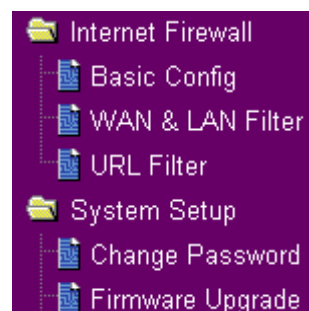 Internet Firewall
Basic Config
WAN & LAN Filter
URL Filter
System Setup
Change Password
Firmware Upgrade